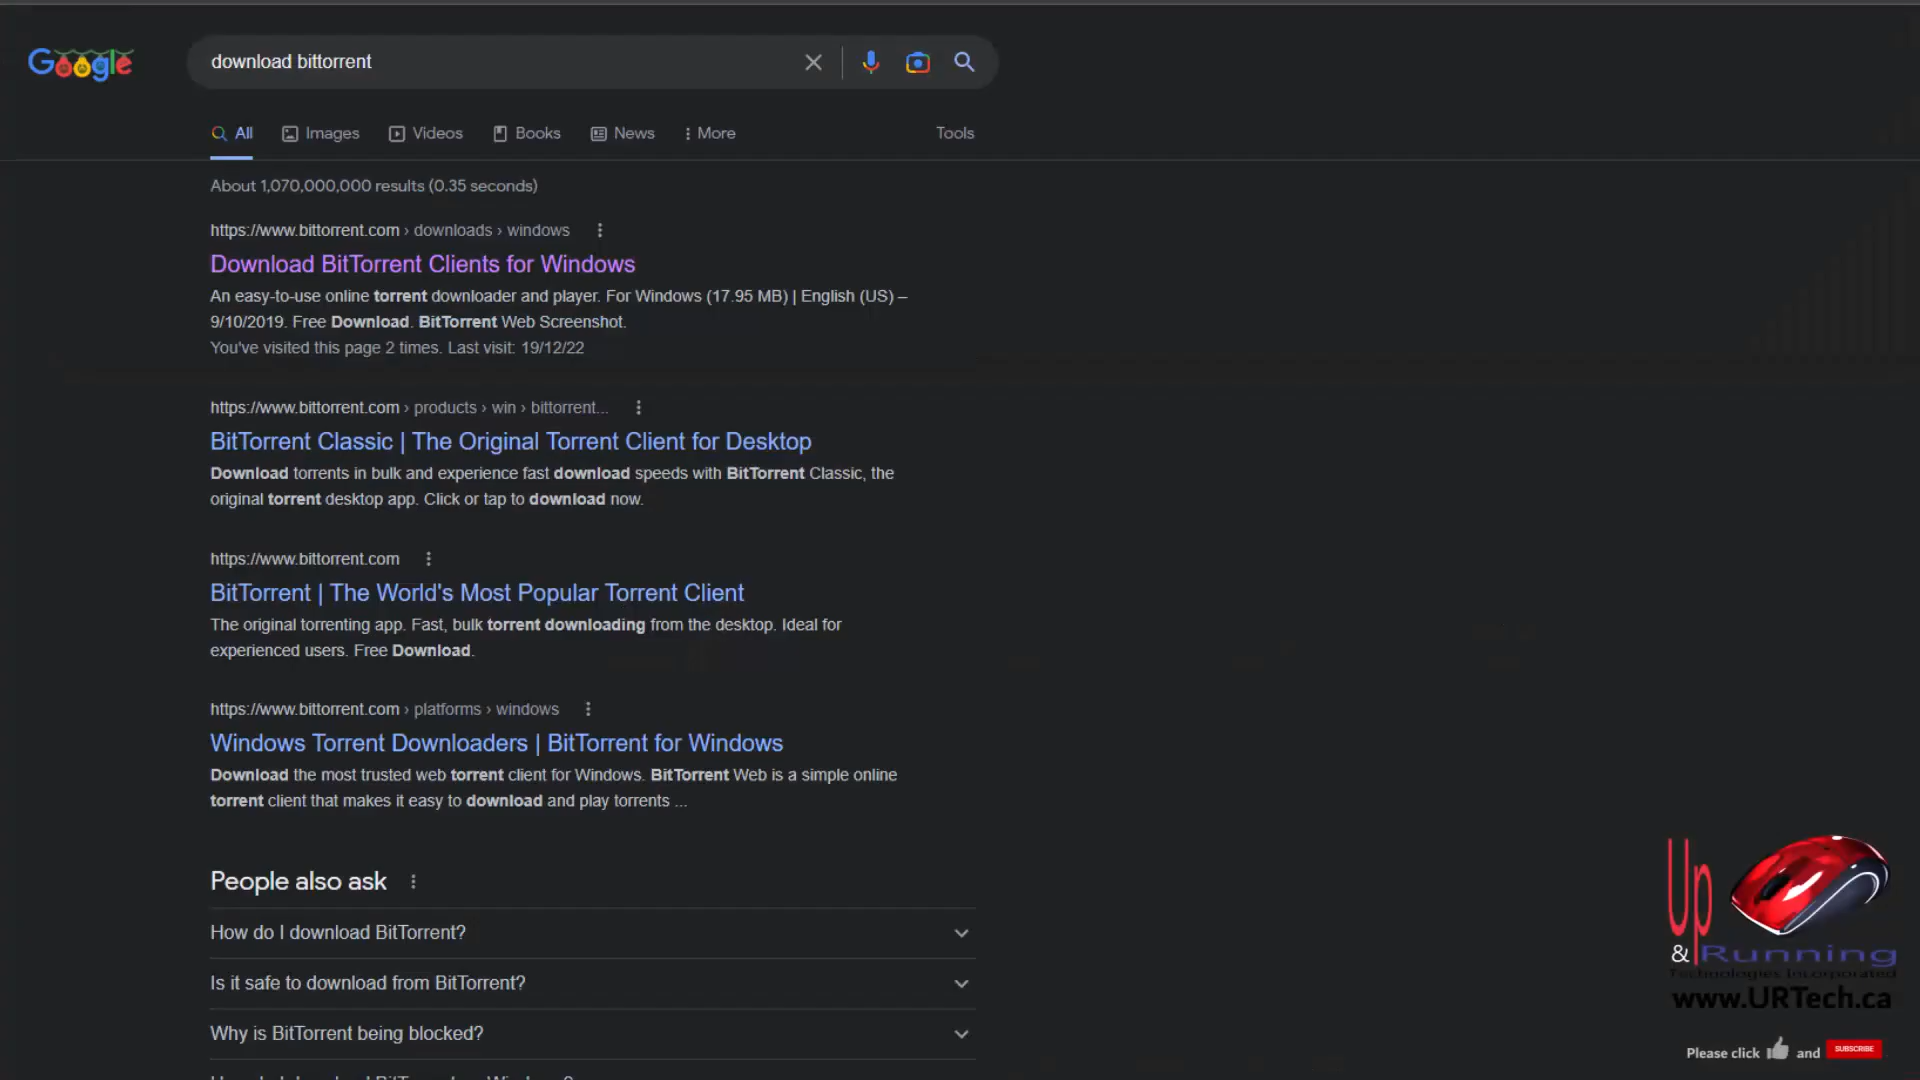 Google
download bittorrent
All Images Videos Books News More Tools
About 1,070,000,000 results (0.35 seconds)
https://www.bittorrent.com › downloads › windows
Download BitTorrent Clients for Windows
An easy-to-use online torrent downloader and player. For Windows (17.95 MB) | English (US) –
9/10/2019. Free Download. BitTorrent Web Screenshot.
You've visited this page 2 times. Last visit: 19/12/22
https://www.bittorrent.com › products › win › bittorrent...
BitTorrent Classic | The Original Torrent Client for Desktop
Download torrents in bulk and experience fast download speeds with BitTorrent Classic, the
original torrent desktop app. Click or tap to download now.
https://www.bittorrent.com
BitTorrent | The World's Most Popular Torrent Client
The original torrenting app. Fast, bulk torrent downloading from the desktop. Ideal for
experienced users. Free Download.
https://www.bittorrent.com › platforms › windows
Windows Torrent Downloaders | BitTorrent for Windows
Download the most trusted web torrent client for Windows. BitTorrent Web is a simple online
torrent client that makes it easy to download and play torrents ...
People also ask
How do I download BitTorrent?
Is it safe to download from BitTorrent?
Why is BitTorrent being blocked?
Up
& Running
Technologies Incorporated
www.URTech.ca
Please click and SUBSCRIBE